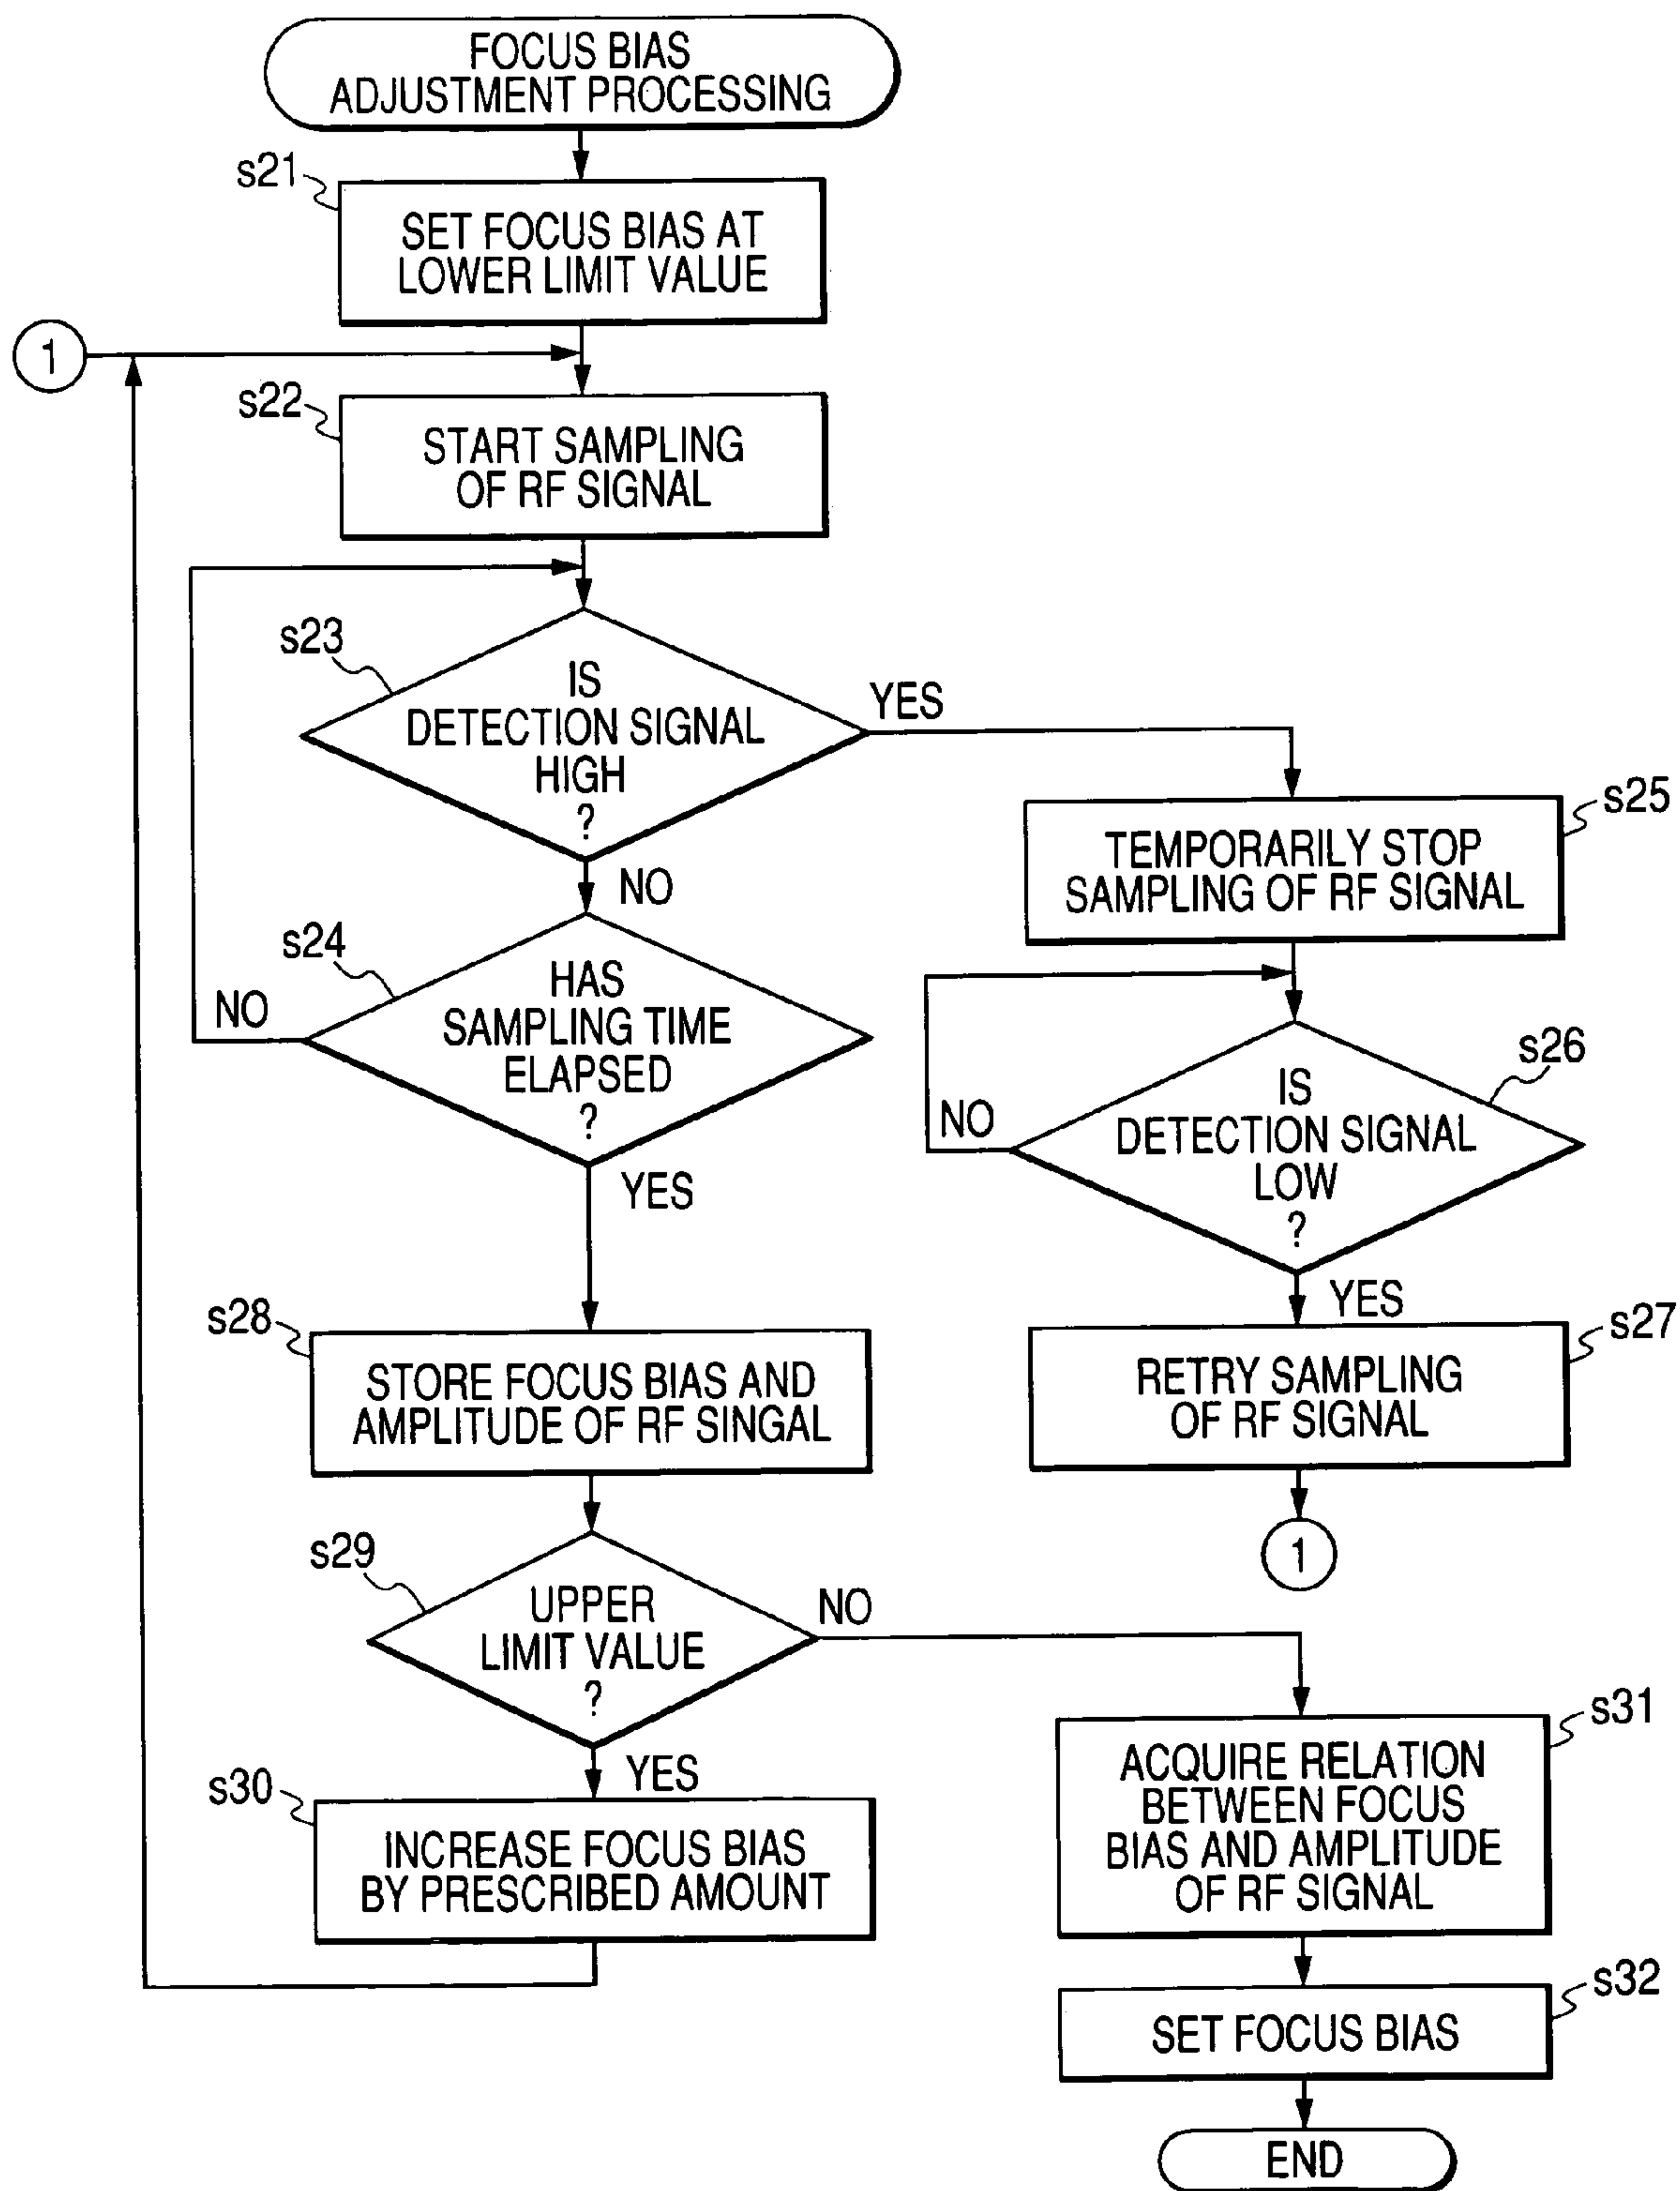 FOCUS BIAS
ADJUSTMENT PROCESSING
s21
SET FOCUS BIAS AT
LOWER LIMIT VALUE
1
s22
START SAMPLING
OF RF SIGNAL
s23
IS
DETECTION SIGNAL
HIGH
?
YES
NO
s25
TEMPORARILY STOP
SAMPLING OF RF SIGNAL
s24
HAS
SAMPLING TIME
ELAPSED
?
NO
YES
s26
IS
DETECTION SIGNAL
LOW
?
NO
YES
s27
RETRY SAMPLING
OF RF SIGNAL
1
s28
STORE FOCUS BIAS AND
AMPLITUDE OF RF SINGAL
s29
UPPER
LIMIT VALUE
?
NO
YES
s30
INCREASE FOCUS BIAS
BY PRESCRIBED AMOUNT
s31
ACQUIRE RELATION
BETWEEN FOCUS
BIAS AND AMPLITUDE
OF RF SIGNAL
s32
SET FOCUS BIAS
END